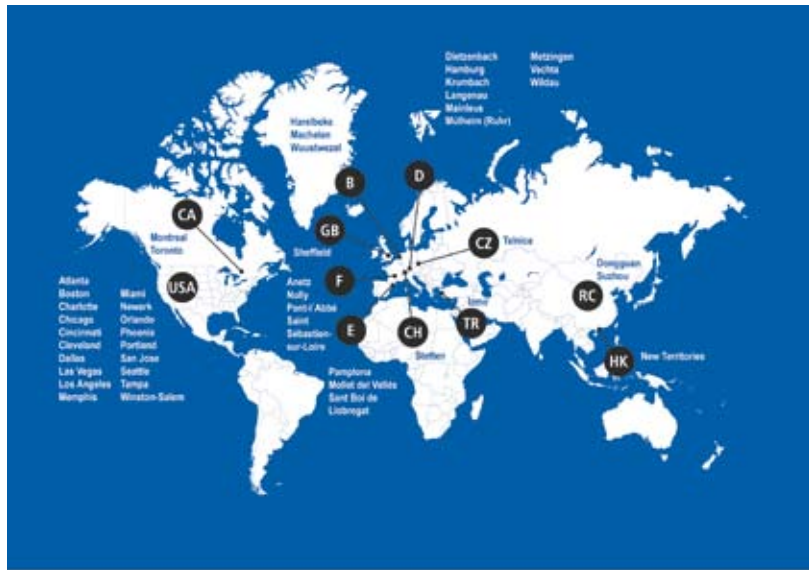 Dietzenbach
Hamburg
Krumbach
Langenau
Mainleus
Mülheim (Ruhr)
Metzingen
Vechta
Wildau
Harelbeke
Machelen
Wuustwezel
B
D
CA
GB
CZ
Montreal
Toronto
Sheffield
Telnice
Dongguan
Suzhou
USA
F
RC
Atlanta
Boston
Charlotte
Chicago
Cincinnati
Cleveland
Dallas
Las Vegas
Los Angeles
Memphis
Miami
Newark
Orlando
Phoenix
Portland
San Jose
Seattle
Tampa
Winston-Salem
Anetz
Nully
Pont-l'Abbé
Saint
Sébastien-
sur-Loire
E
CH
Izmir
TR
Stetten
HK
New Territories
Pamplona
Mollet del Vellés
Sant Boi de
Llobregat